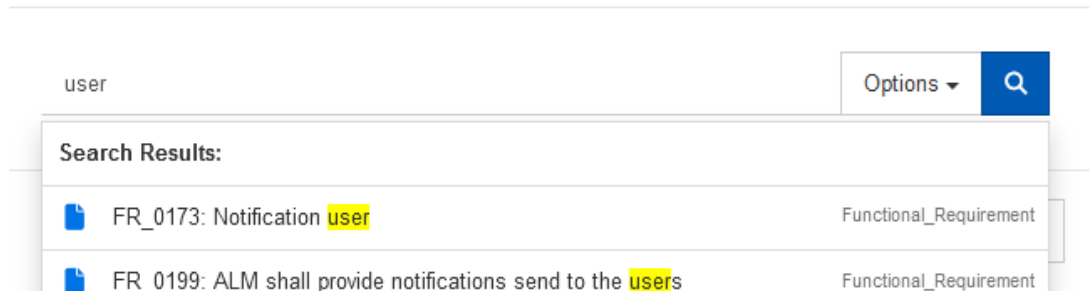 user Options
Search Results:
FR_0173: Notification user Functional_Requirement
FR_0199: ALM shall provide notifications send to the users Functional_Requirement